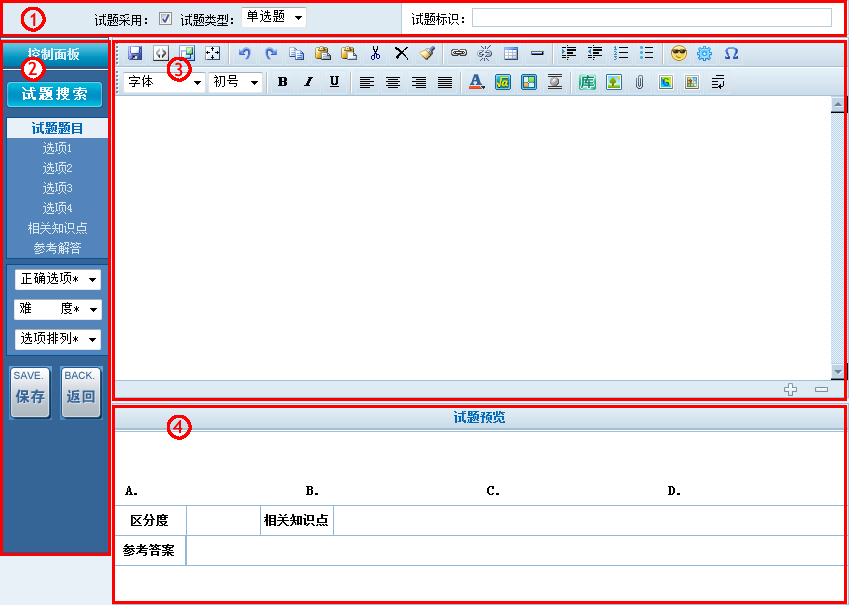 ① 试题采用： 试题类型： 单选题 试题标识：
控制面板
②
试题搜索
试题题目
选项1
选项2
选项3
选项4
相关知识点
参考解答
正确选项*
难 度*
选项排列*
SAVE. BACK.
保存 返回
③
字体 初号 B I U A √a 库
Ω
试题预览
④
A. B. C. D.
区分度 相关知识点
参考答案